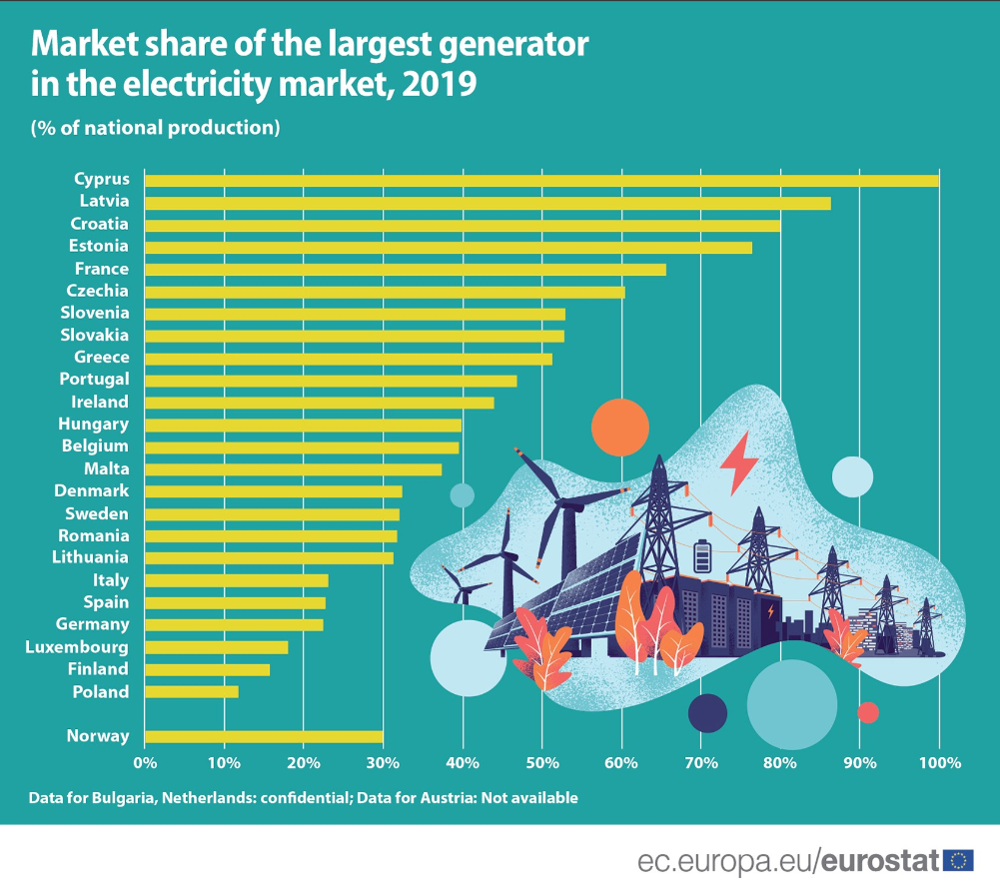 Market share of the largest generator
in the electricity market, 2019
(% of national production)
Cyprus
Latvia
Croatia
Estonia
France
Czechia
Slovenia
Slovakia
Greece
Portugal
Ireland
Hungary
Belgium
Malta
Denmark
Sweden
Romania
Lithuania
Italy
Spain
Germany
Luxembourg
Finland
Poland
Norway
0% 10% 20% 30% 40% 50% 60% 70% 80% 90% 100%
Data for Bulgaria, Netherlands: confidential; Data for Austria: Not available
ec.europa.eu/eurostat